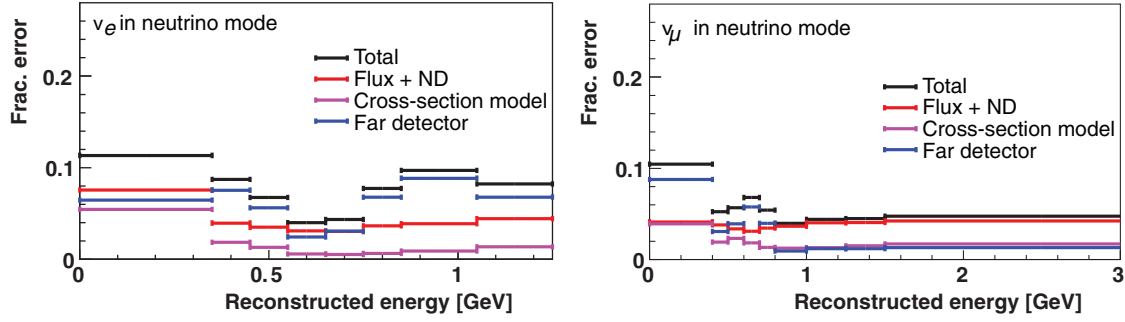 νe in neutrino mode
Frac. error
0.2
0.1
0
Total
Flux + ND
Cross-section model
Far detector
0 0.5 1
Reconstructed energy [GeV]
νμ in neutrino mode
Frac. error
0.2
0.1
0
Total
Flux + ND
Cross-section model
Far detector
0 1 2 3
Reconstructed energy [GeV]